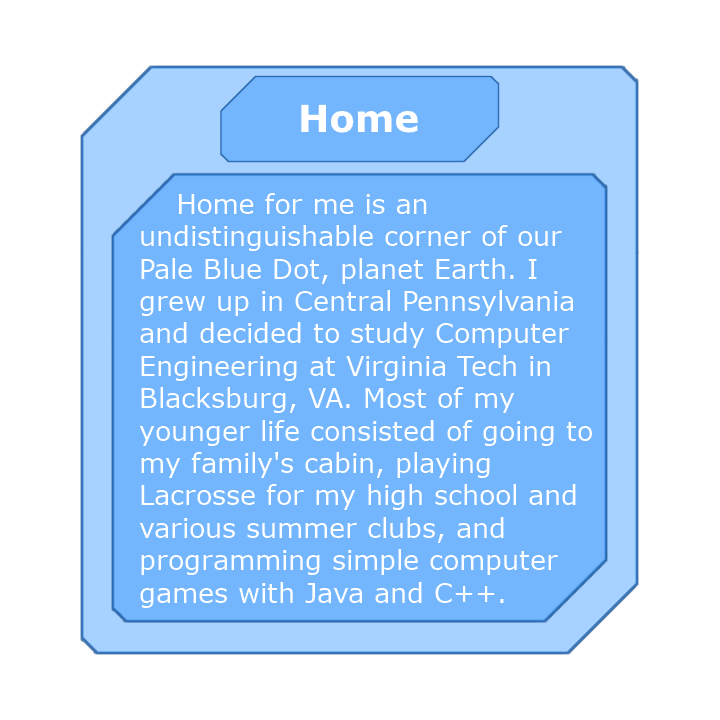 Home
Home for me is an
undistinguishable corner of our
Pale Blue Dot, planet Earth. I
grew up in Central Pennsylvania
and decided to study Computer
Engineering at Virginia Tech in
Blacksburg, VA. Most of my
younger life consisted of going to
my family's cabin, playing
Lacrosse for my high school and
various summer clubs, and
programming simple computer
games with Java and C++.